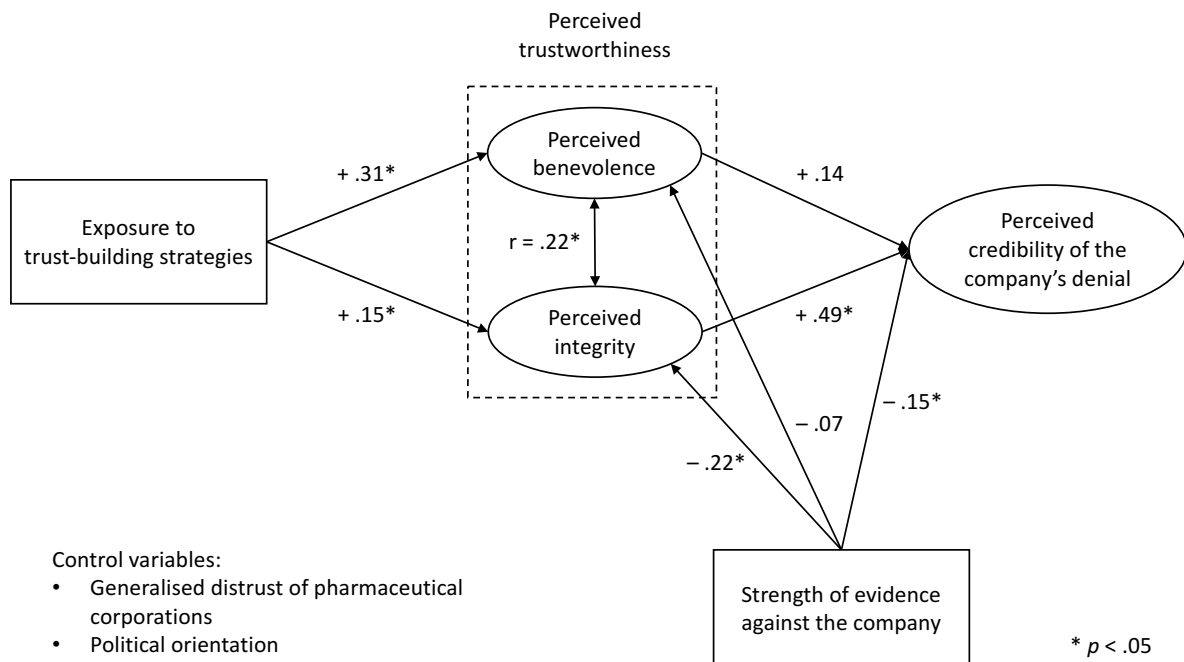 Perceived
trustworthiness
Perceived
benevolence
+ .31*
+ .14
Exposure to
trust-building strategies
r = .22*
Perceived
credibility of the
company’s denial
+ .15*
Perceived
integrity
+ .49*
– .07
– .15*
– .22*
Control variables:
• Generalised distrust of pharmaceutical
corporations
• Political orientation
Strength of evidence
against the company
* p < .05